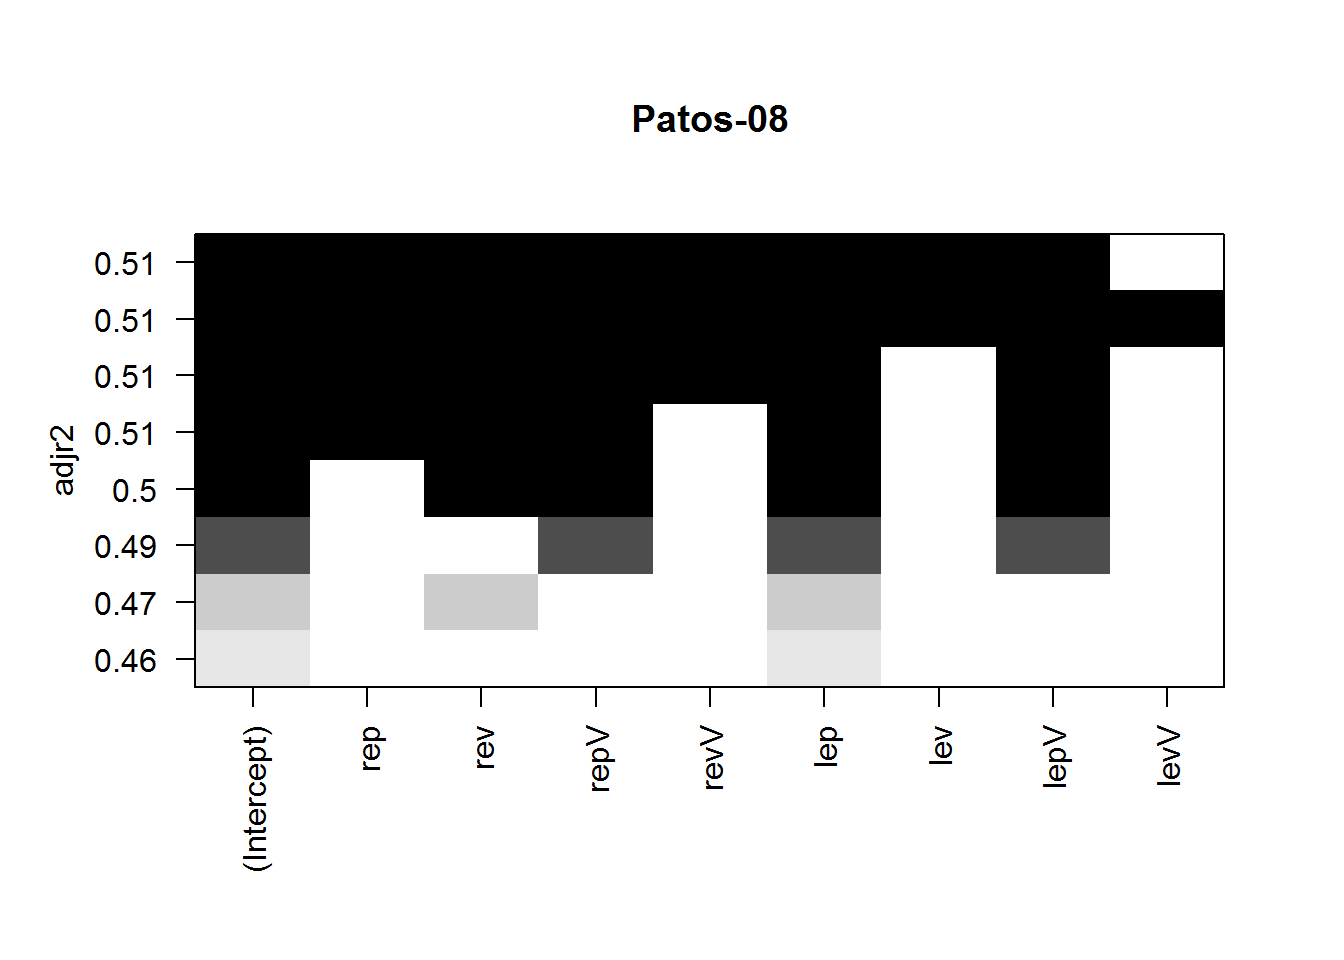 Patos-08
adjr2
0.51
0.51
0.51
0.51
0.5
0.49
0.47
0.46
(Intercept)
rep
rev
repV
revV
lep
lev
lepV
levV